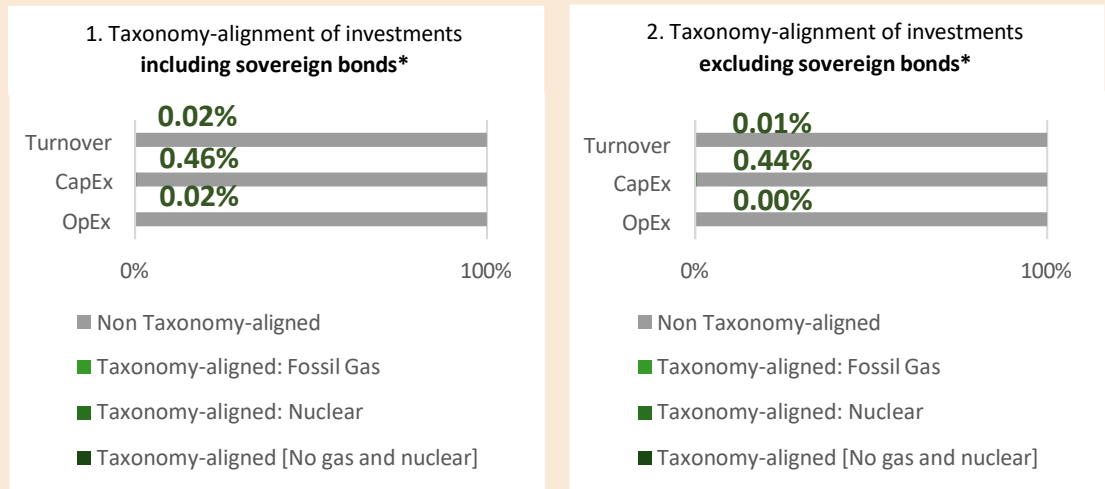 1. Taxonomy-alignment of investments
including sovereign bonds*
0.02%
Turnover
0.46%
CapEx
0.02%
OpEx
0%
100%
Non Taxonomy-aligned
Taxonomy-aligned: Fossil Gas
Taxonomy-aligned: Nuclear
Taxonomy-aligned [No gas and nuclear]
2. Taxonomy-alignment of investments
excluding sovereign bonds*
0.01%
Turnover
0.44%
CapEx
0.00%
OpEx
0%
100%
Non Taxonomy-aligned
Taxonomy-aligned: Fossil Gas
Taxonomy-aligned: Nuclear
Taxonomy-aligned [No gas and nuclear]